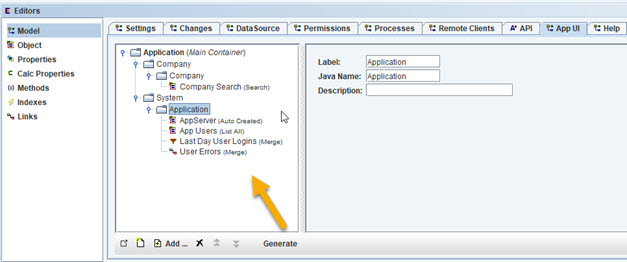 Editors
Model
Object
Properties
Calc Properties
Methods
Indexes
Links
Settings Changes DataSource Permissions Processes Remote Clients API App UI Help
Application (Main Container)
Company
Company
Company Search (Search)
System
Application
AppServer (Auto Created)
App Users (List All)
Last Day User Logins (Merge)
User Errors (Merge)
Label: Application
Java Name: Application
Description:
Add ... Generate